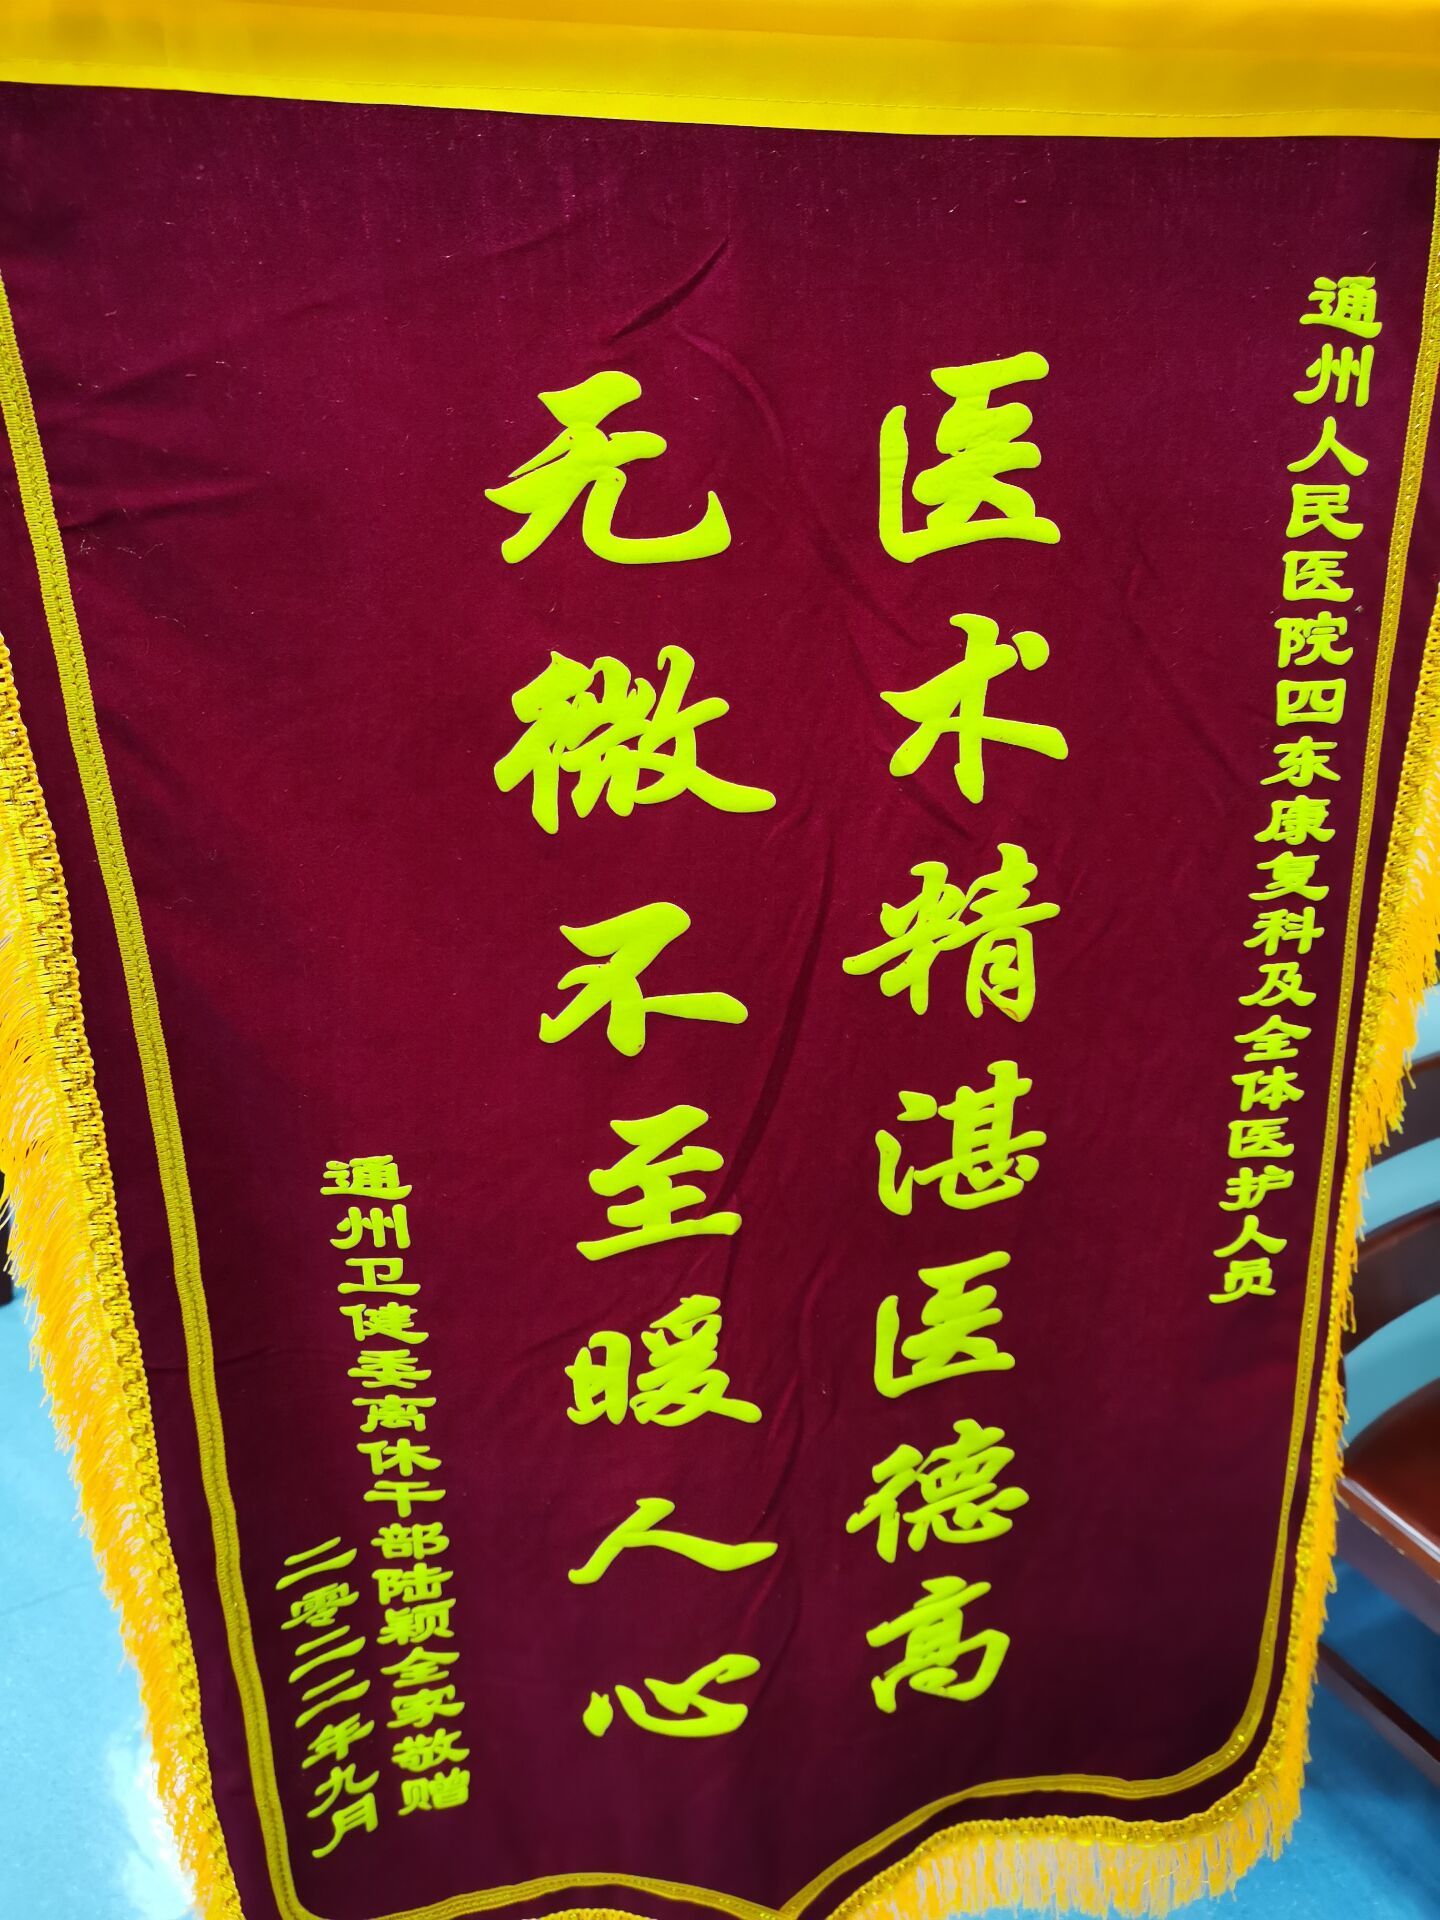 通州人民医院四东康复科及全体医护人员
医术精湛医德高
无微不至暖人心
通州卫健委离休干部陆颖全家敬赠
二零二二年九月